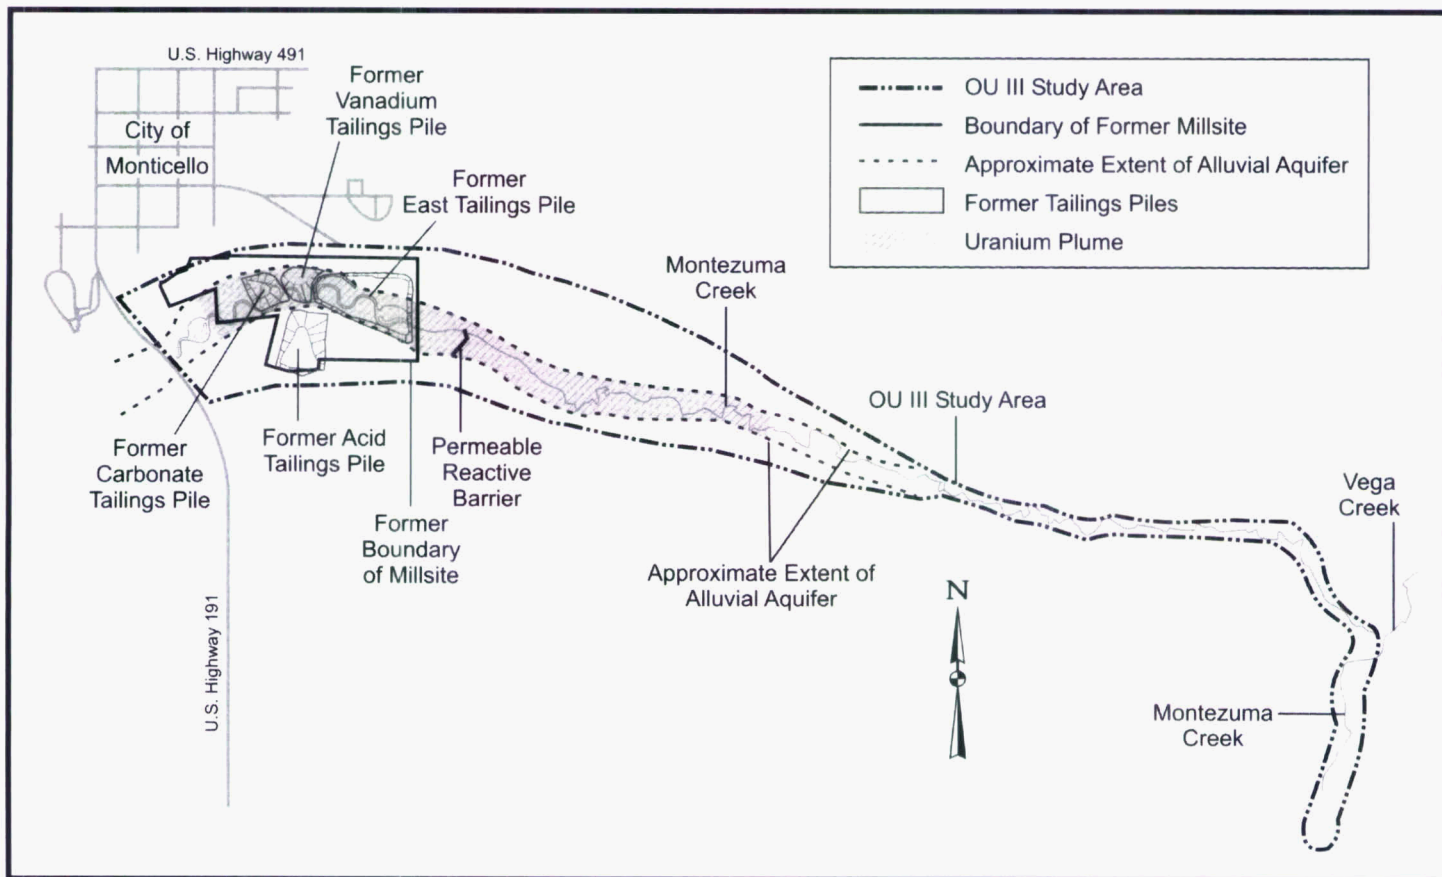 U.S. Highway 491
City of
Monticello
Former
Vanadium
Tailings Pile
Former
East Tailings Pile
OU III Study Area
Boundary of Former Millsite
Approximate Extent of Alluvial Aquifer
Former Tailings Piles
Uranium Plume
Montezuma
Creek
OU III Study Area
Former
Carbonate
Tailings Pile
Former Acid
Tailings Pile
Permeable
Reactive
Barrier
Former
Boundary
of Millsite
Approximate Extent of
Alluvial Aquifer
Vega
Creek
N
U.S. Highway 191
Montezuma
Creek